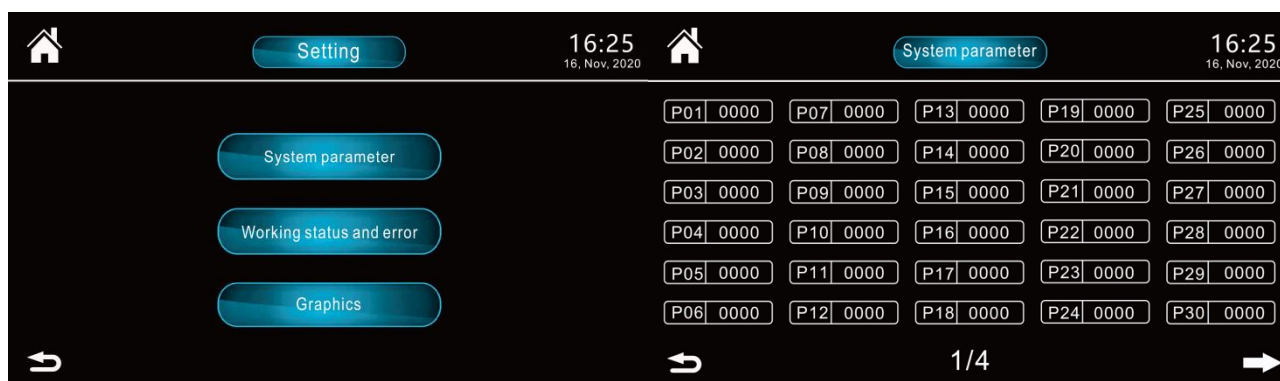 Setting
16:25
16, Nov, 2020
System parameter
Working status and error
Graphics
System parameter
16:25
16, Nov, 2020
P01 0000 P07 0000 P13 0000 P19 0000 P25 0000
P02 0000 P08 0000 P14 0000 P20 0000 P26 0000
P03 0000 P09 0000 P15 0000 P21 0000 P27 0000
P04 0000 P10 0000 P16 0000 P22 0000 P28 0000
P05 0000 P11 0000 P17 0000 P23 0000 P29 0000
P06 0000 P12 0000 P18 0000 P24 0000 P30 0000
1/4